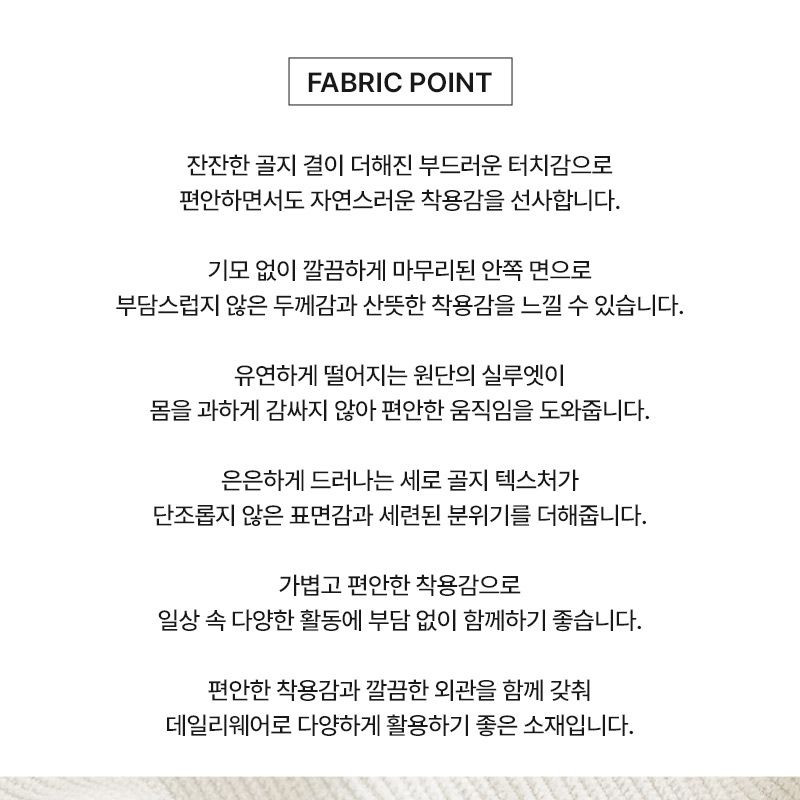 FABRIC POINT
잔잔한 골지 결이 더해진 부드러운 터치감으로
편안하면서도 자연스러운 착용감을 선사합니다.
기모 없이 깔끔하게 마무리된 안쪽 면으로
부담스럽지 않은 두께감과 산뜻한 착용감을 느낄 수 있습니다.
유연하게 떨어지는 원단의 실루엣이
몸을 과하게 감싸지 않아 편안한 움직임을 도와줍니다.
은은하게 드러나는 세로 골지 텍스처가
단조롭지 않은 표면감과 세련된 분위기를 더해줍니다.
가볍고 편안한 착용감으로
일상 속 다양한 활동에 부담 없이 함께하기 좋습니다.
편안한 착용감과 깔끔한 외관을 함께 갖춰
데일리웨어로 다양하게 활용하기 좋은 소재입니다.